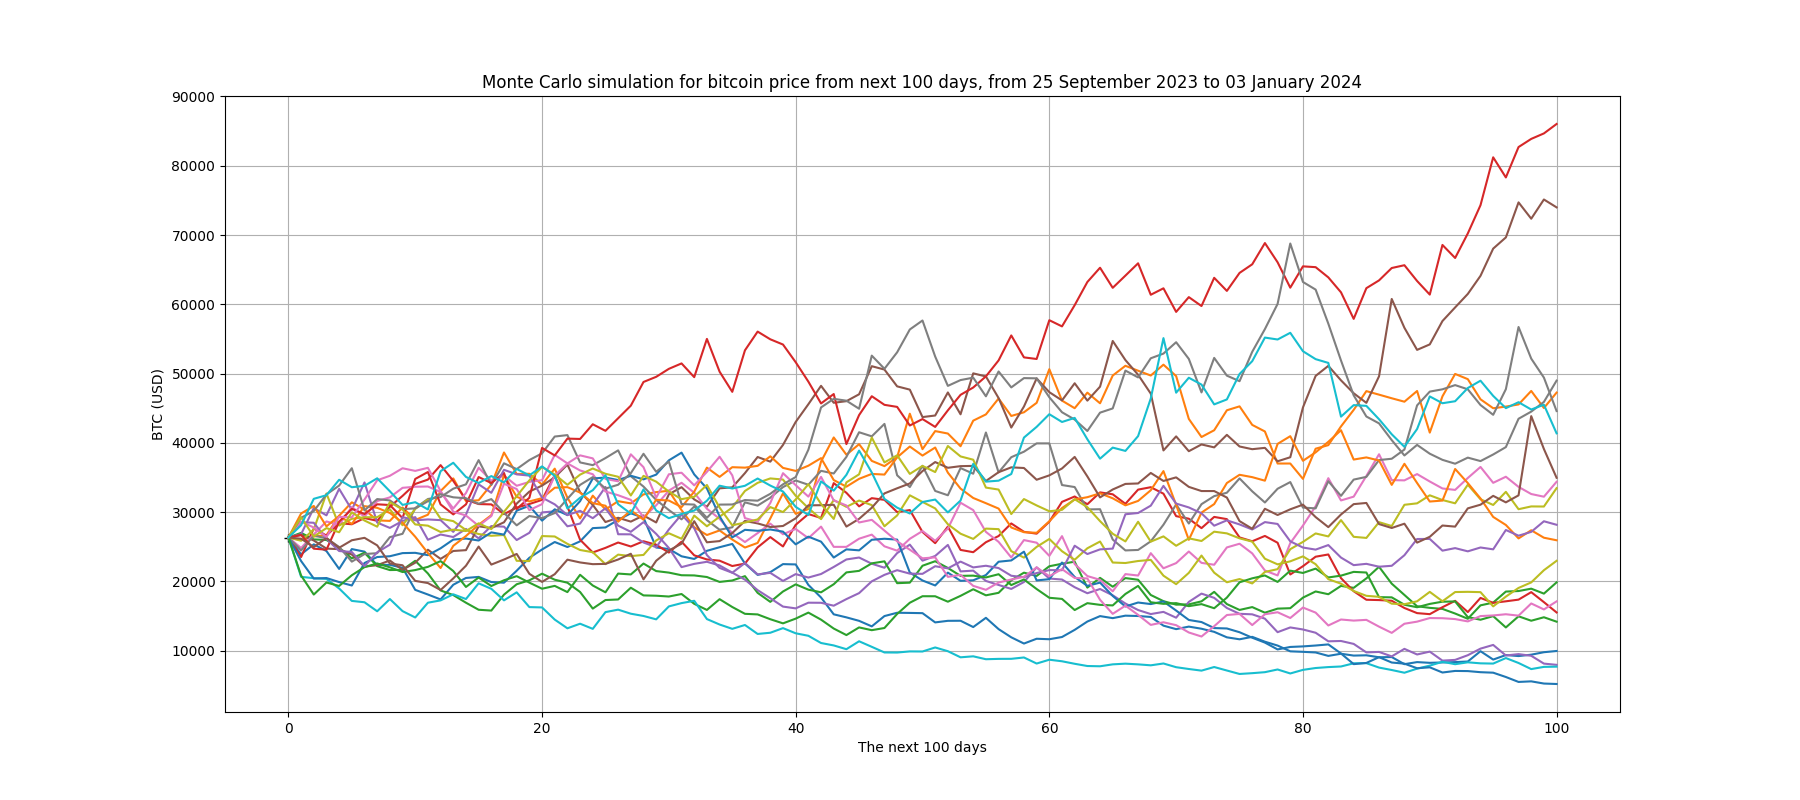 Monte Carlo simulation for bitcoin price from next 100 days, from 25 September 2023 to 03 January 2024
90000
80000
70000
60000
50000
40000
30000
20000
10000
BTC (USD)
0 20 40 60 80 100
The next 100 days